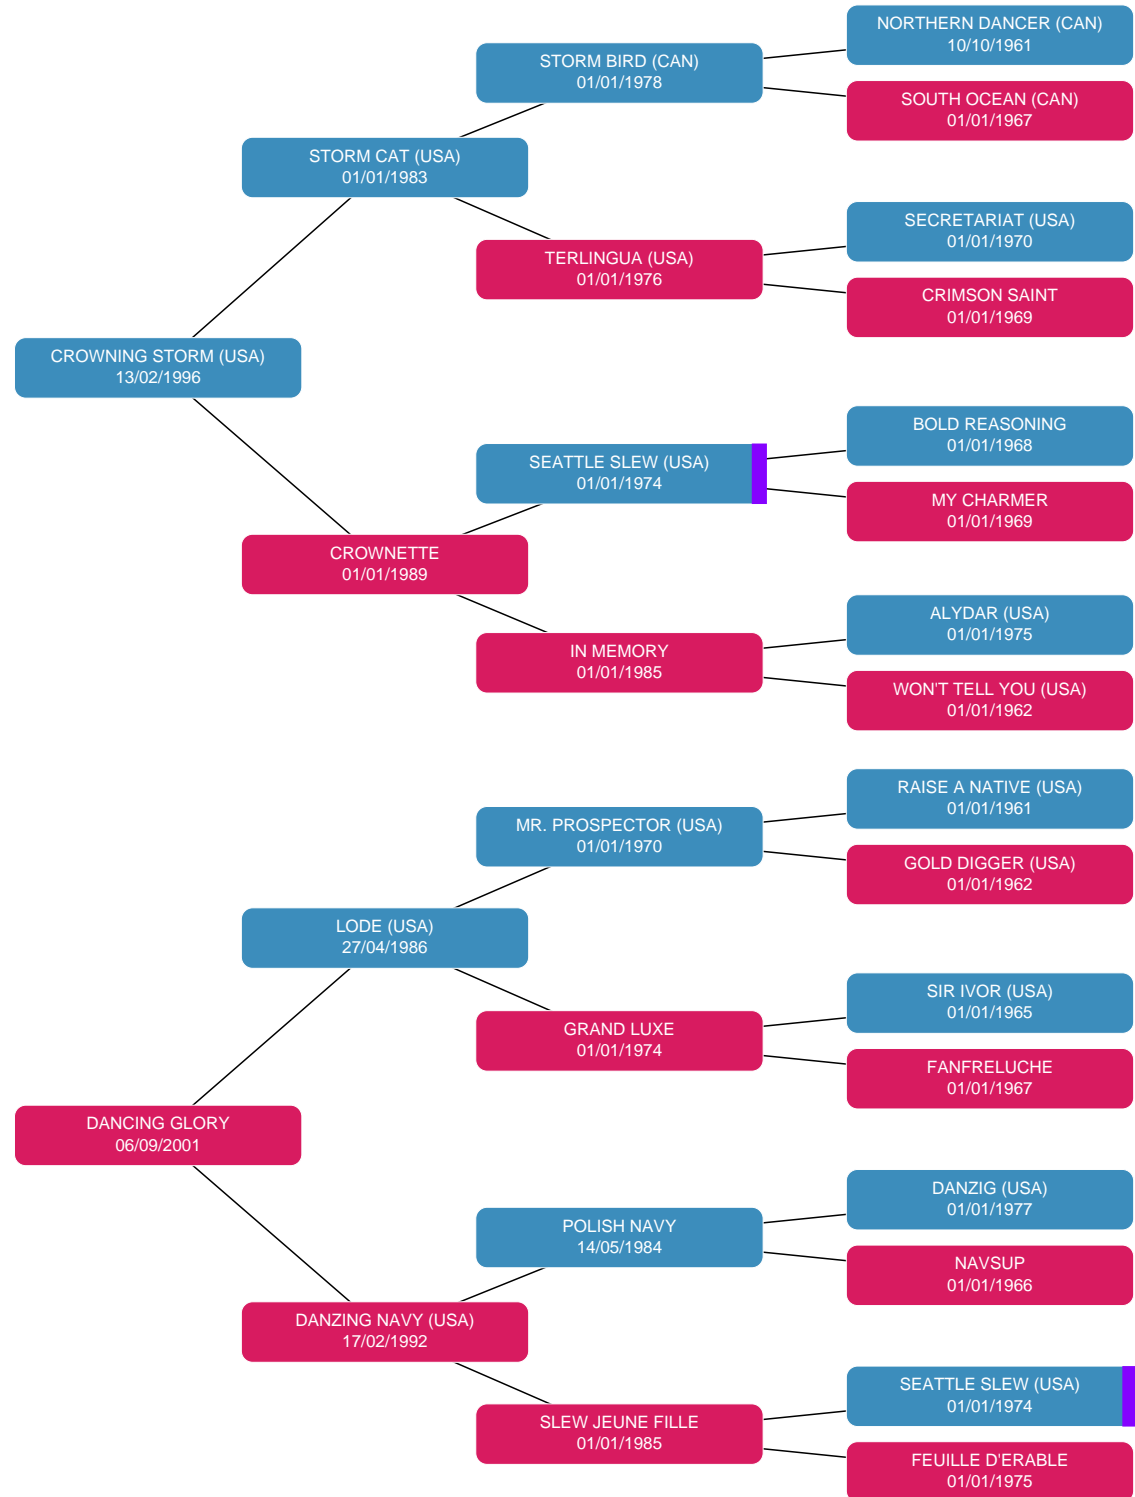 NORTHERN DANCER (CAN)
10/10/1961
STORM BIRD (CAN)
01/01/1978
SOUTH OCEAN (CAN)
01/01/1967
STORM CAT (USA)
01/01/1983
SECRETARIAT (USA)
01/01/1970
TERLINGUA (USA)
01/01/1976
CRIMSON SAINT
01/01/1969
CROWNING STORM (USA)
13/02/1996
BOLD REASONING
01/01/1968
SEATTLE SLEW (USA)
01/01/1974
MY CHARMER
01/01/1969
CROWNETTE
01/01/1989
ALYDAR (USA)
01/01/1975
IN MEMORY
01/01/1985
WON'T TELL YOU (USA)
01/01/1962
RAISE A NATIVE (USA)
01/01/1961
MR. PROSPECTOR (USA)
01/01/1970
GOLD DIGGER (USA)
01/01/1962
LODE (USA)
27/04/1986
SIR IVOR (USA)
01/01/1965
GRAND LUXE
01/01/1974
FANFRELUCHE
01/01/1967
DANCING GLORY
06/09/2001
DANZIG (USA)
01/01/1977
POLISH NAVY
14/05/1984
NAVSUP
01/01/1966
DANZING NAVY (USA)
17/02/1992
SEATTLE SLEW (USA)
01/01/1974
SLEW JEUNE FILLE
01/01/1985
FEUILLE D'ERABLE
01/01/1975